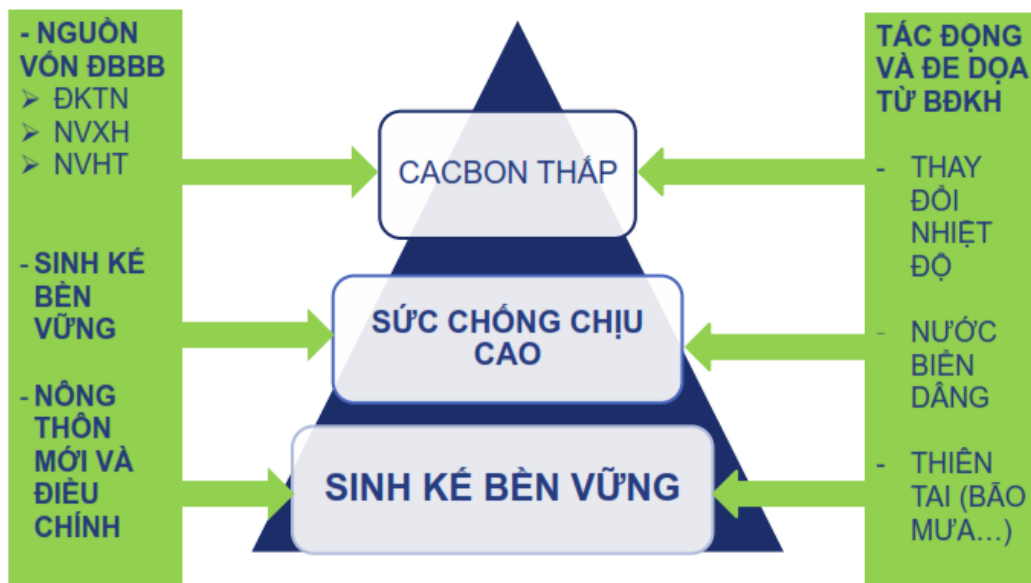 - NGUỒN
VỐN ĐBBB
➢ ĐKTN
➢ NVXH
➢ NVHT
- SINH KẾ
BỀN
VỮNG
- NÔNG
THÔN
MỚI VÀ
ĐIỀU
CHỈNH
CACBON THẤP
SỨC CHỐNG CHỊU
CAO
SINH KẾ BỀN VỮNG
TÁC ĐỘNG
VÀ ĐE DỌA
TỪ BĐKH
- THAY
ĐỔI
NHIỆT
ĐỘ
- NƯỚC
BIỂN
DÂNG
- THIÊN
TAI (BÃO
MƯA…)